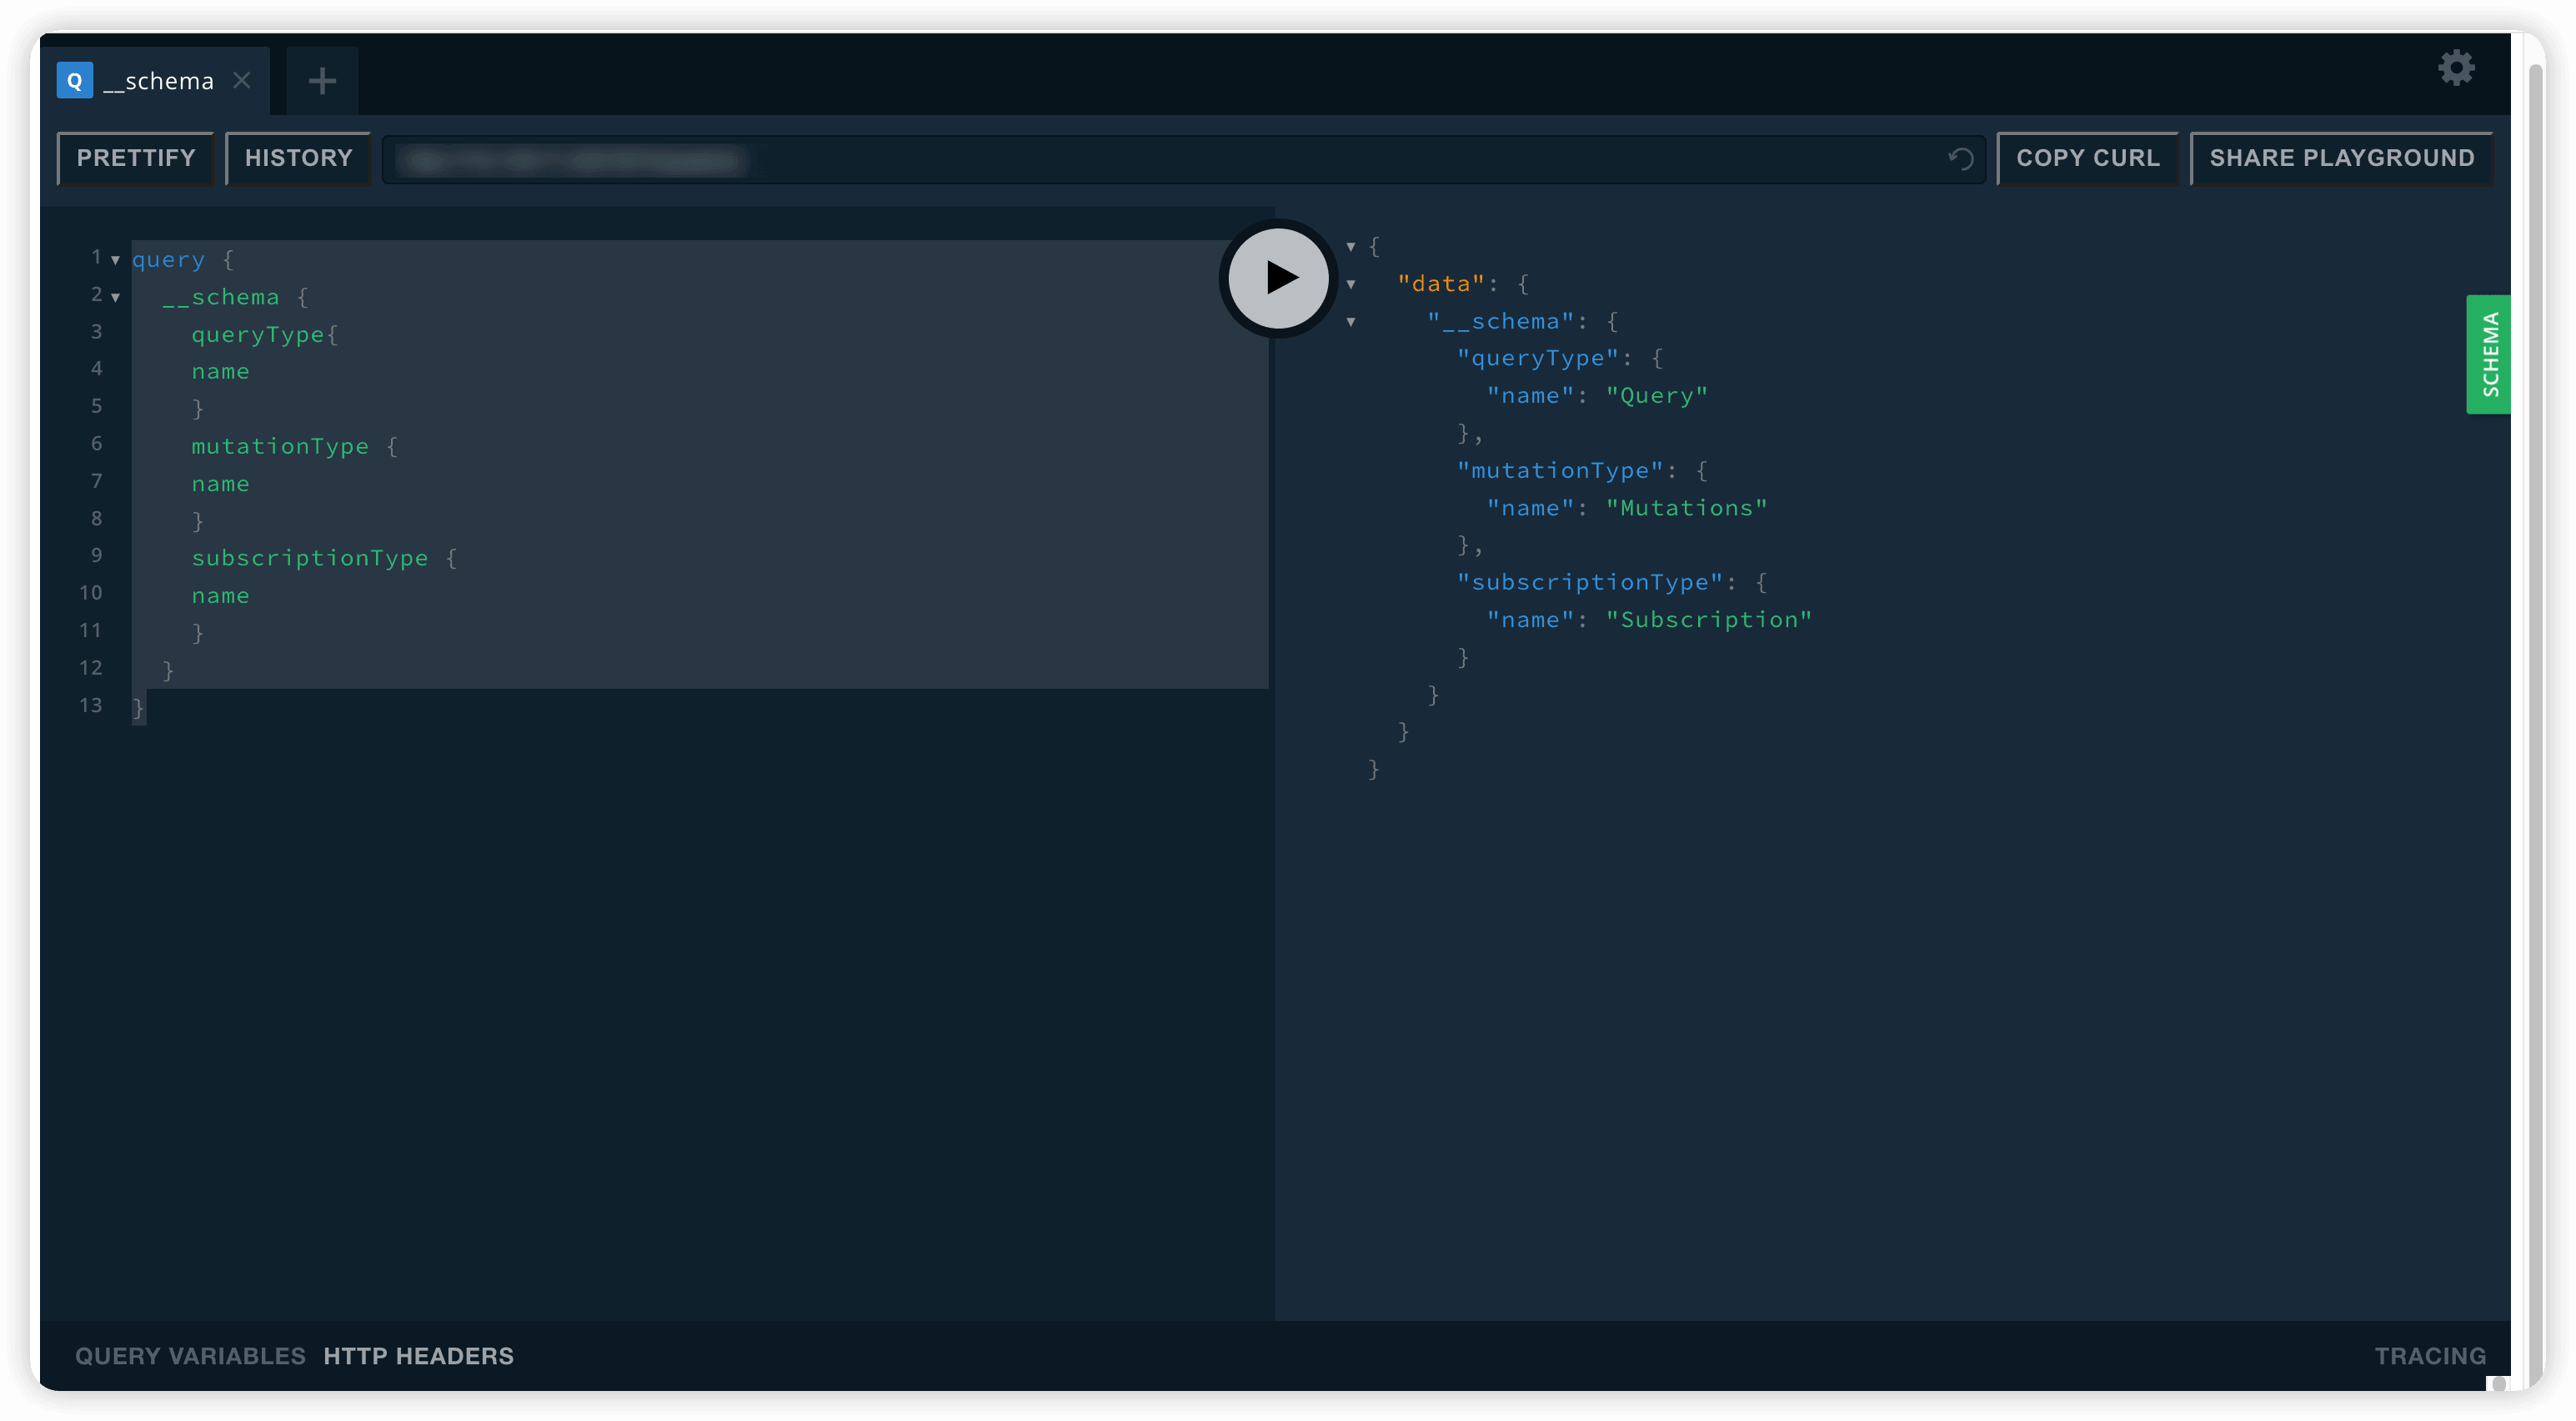 Q __schema
PRETTIFY HISTORY COPY CURL SHARE PLAYGROUND
1 query {
2 __schema {
3 queryType{
4 name
5 }
6 mutationType {
7 name
8 }
9 subscriptionType {
10 name
11 }
12 }
13 }
{
"data": {
"__schema": {
"queryType": {
"name": "Query"
},
"mutationType": {
"name": "Mutations"
},
"subscriptionType": {
"name": "Subscription"
}
}
}
}
SCHEMA
QUERY VARIABLES HTTP HEADERS TRACING